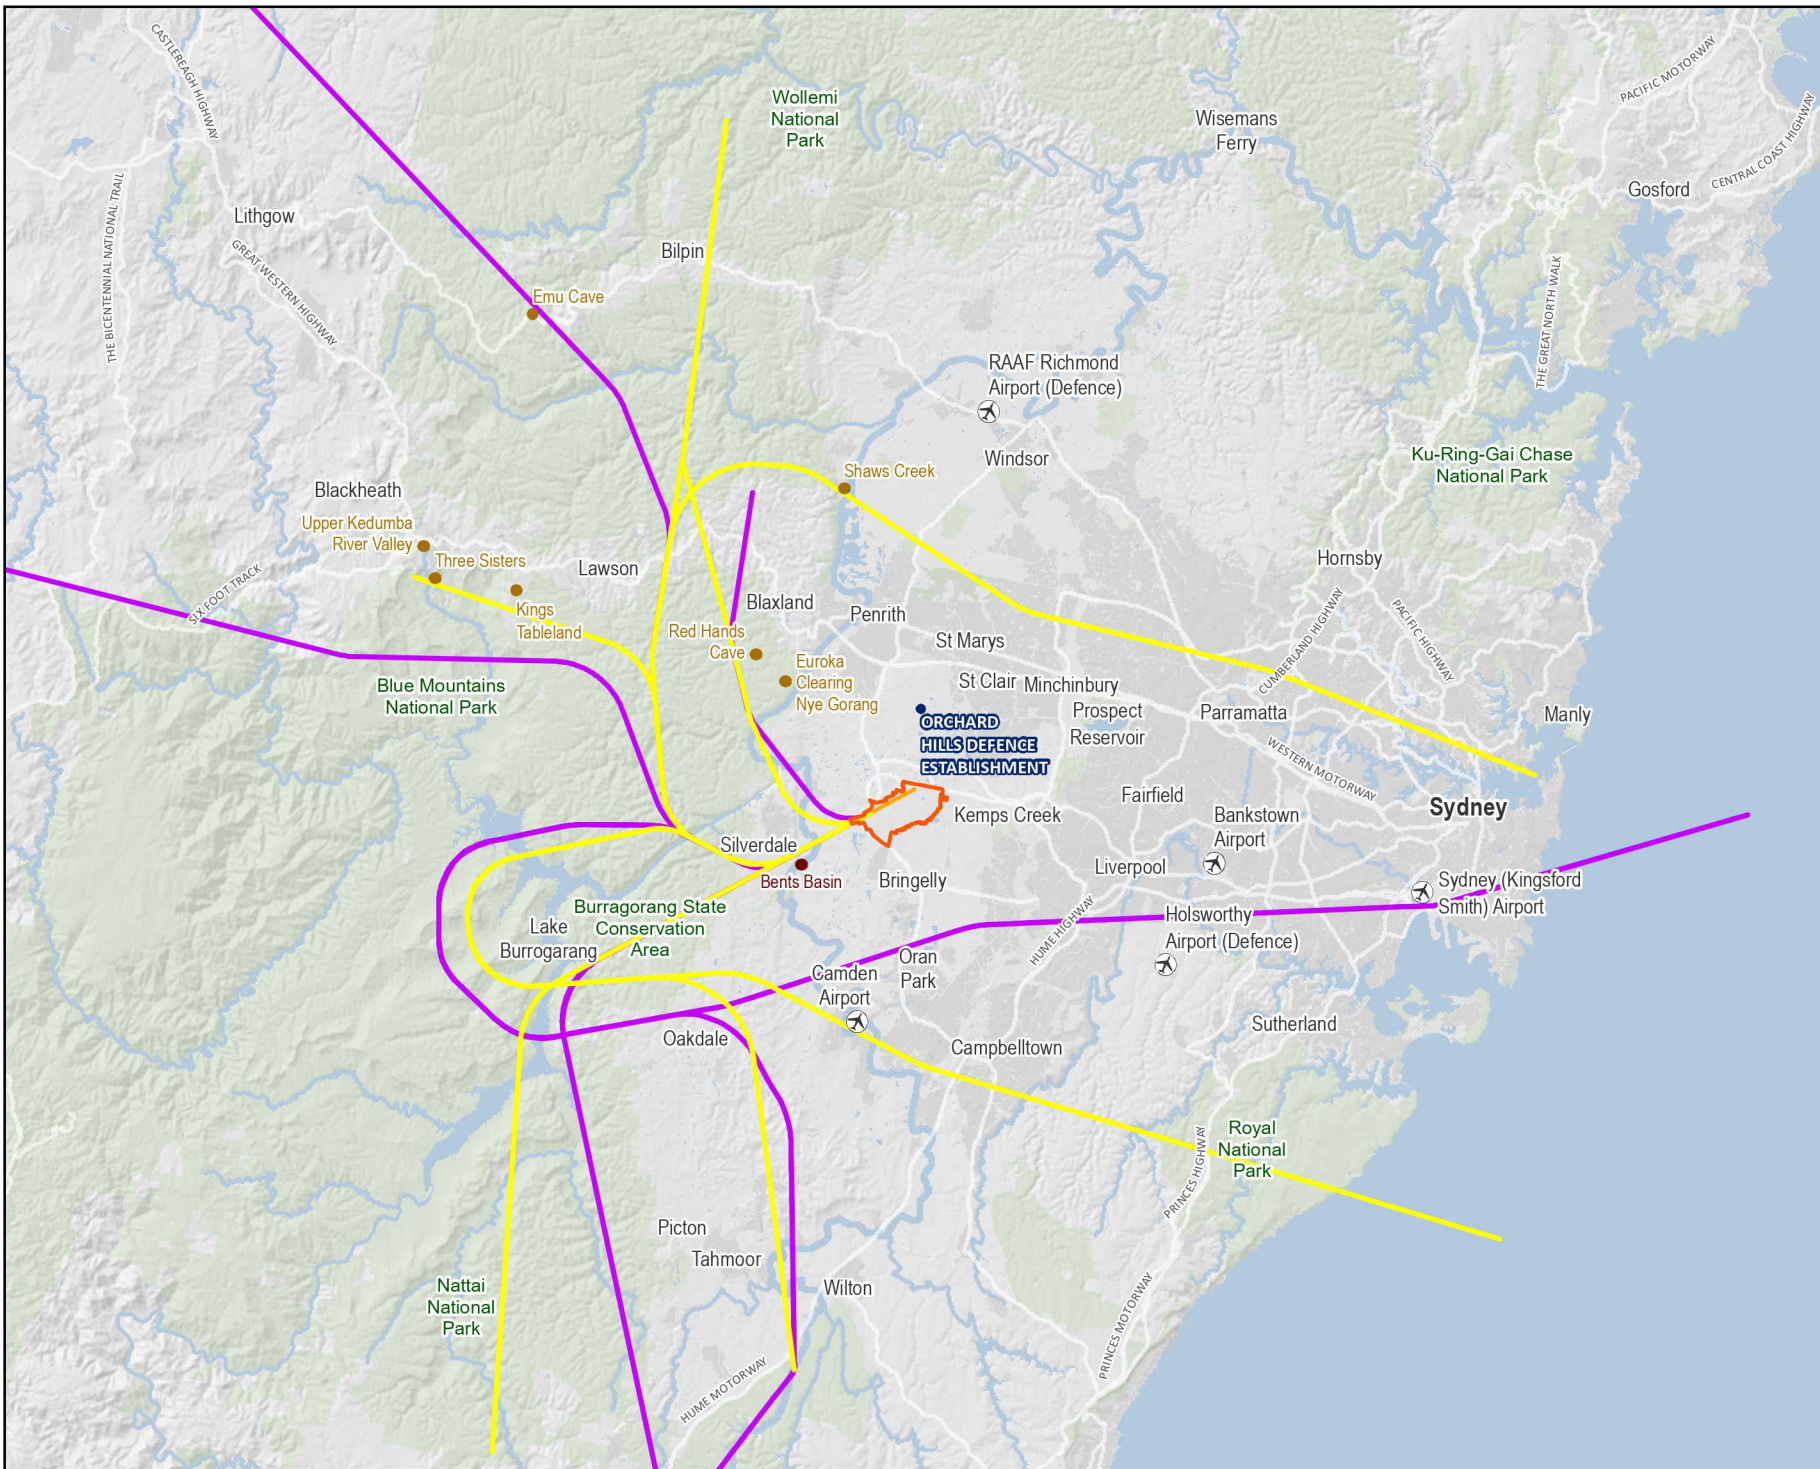 CASTLEREAGH HIGHWAY
PACIFIC MOTORWAY
Wollemi
National
Park
Wisemans
Ferry
CENTRAL COAST HIGHWAY
Gosford
THE BICENTENNIAL NATIONAL TRAIL
Lithgow
GREAT WESTERN HIGHWAY
Bilpin
THE GREAT NORTH WALK
Emu Cave
RAAF Richmond
Airport (Defence)
Windsor
Ku-Ring-Gai Chase
National Park
Shaws Creek
Blackheath
Upper Kedumba
River Valley
Three Sisters
Lawson
Hornsby
SIX FOOT TRACK
Kings
Tableland
Blaxland
Penrith
PACIFIC HIGHWAY
CUMBERLAND HIGHWAY
Red Hands
Cave
St Marys
Euroka
Clearing
Nye Gorang
St Clair
Minchinbury
Blue Mountains
National Park
Prospect
Reservoir
Parramatta
Manly
ORCHARD
HILLS DEFENCE
ESTABLISHMENT
WESTERN MOTORWAY
Fairfield
Sydney
Kemps Creek
Bankstown
Airport
Silverdale
Liverpool
Bents Basin
Bringelly
Sydney (Kingsford
Smith) Airport
Burragorang State
Conservation
Area
Lake
Burrogarang
HUME HIGHWAY
Holsworthy
Airport (Defence)
Oran
Park
Camden
Airport
Oakdale
Sutherland
Campbelltown
Royal
National
Park
PRINCES HIGHWAY
Picton
Tahmoor
Wilton
Nattai
National
Park
PRINCES MOTORWAY
HUME MOTORWAY